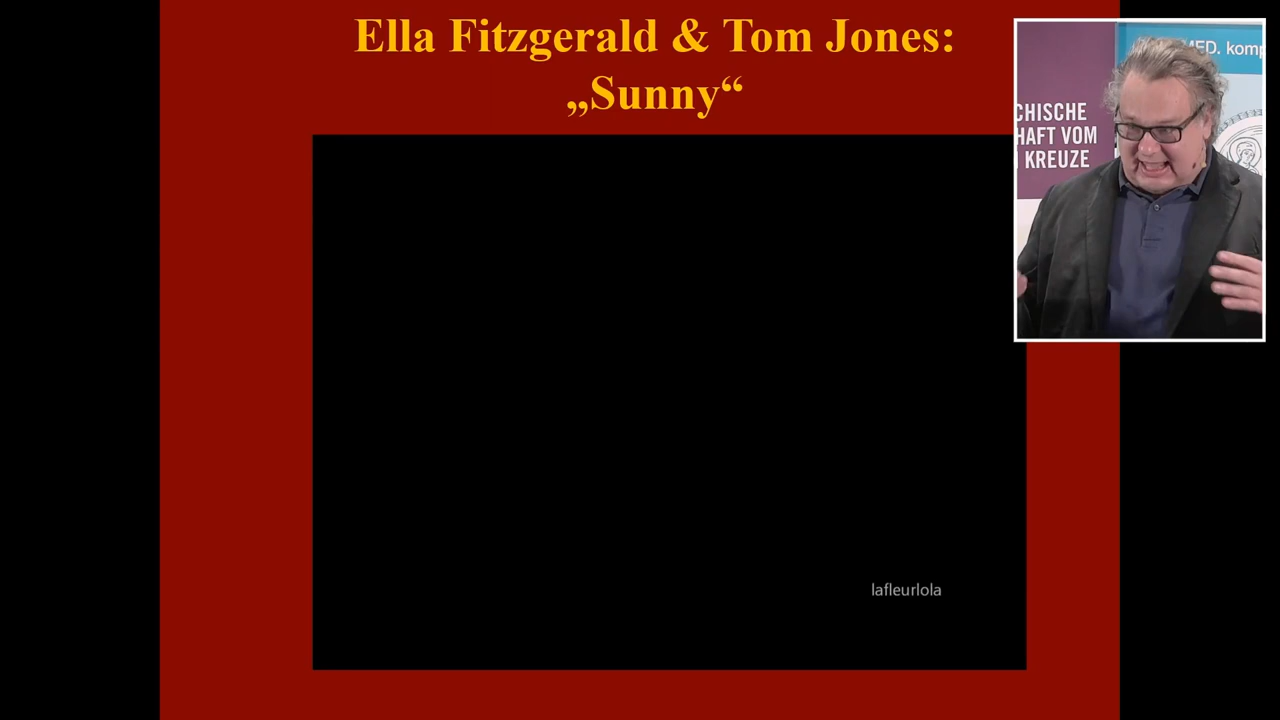 Ella Fitzgerald & Tom Jones:
„Sunny“
MED. komp
CHISCHE
HAFT VOM
KREUZE
lafleurlola